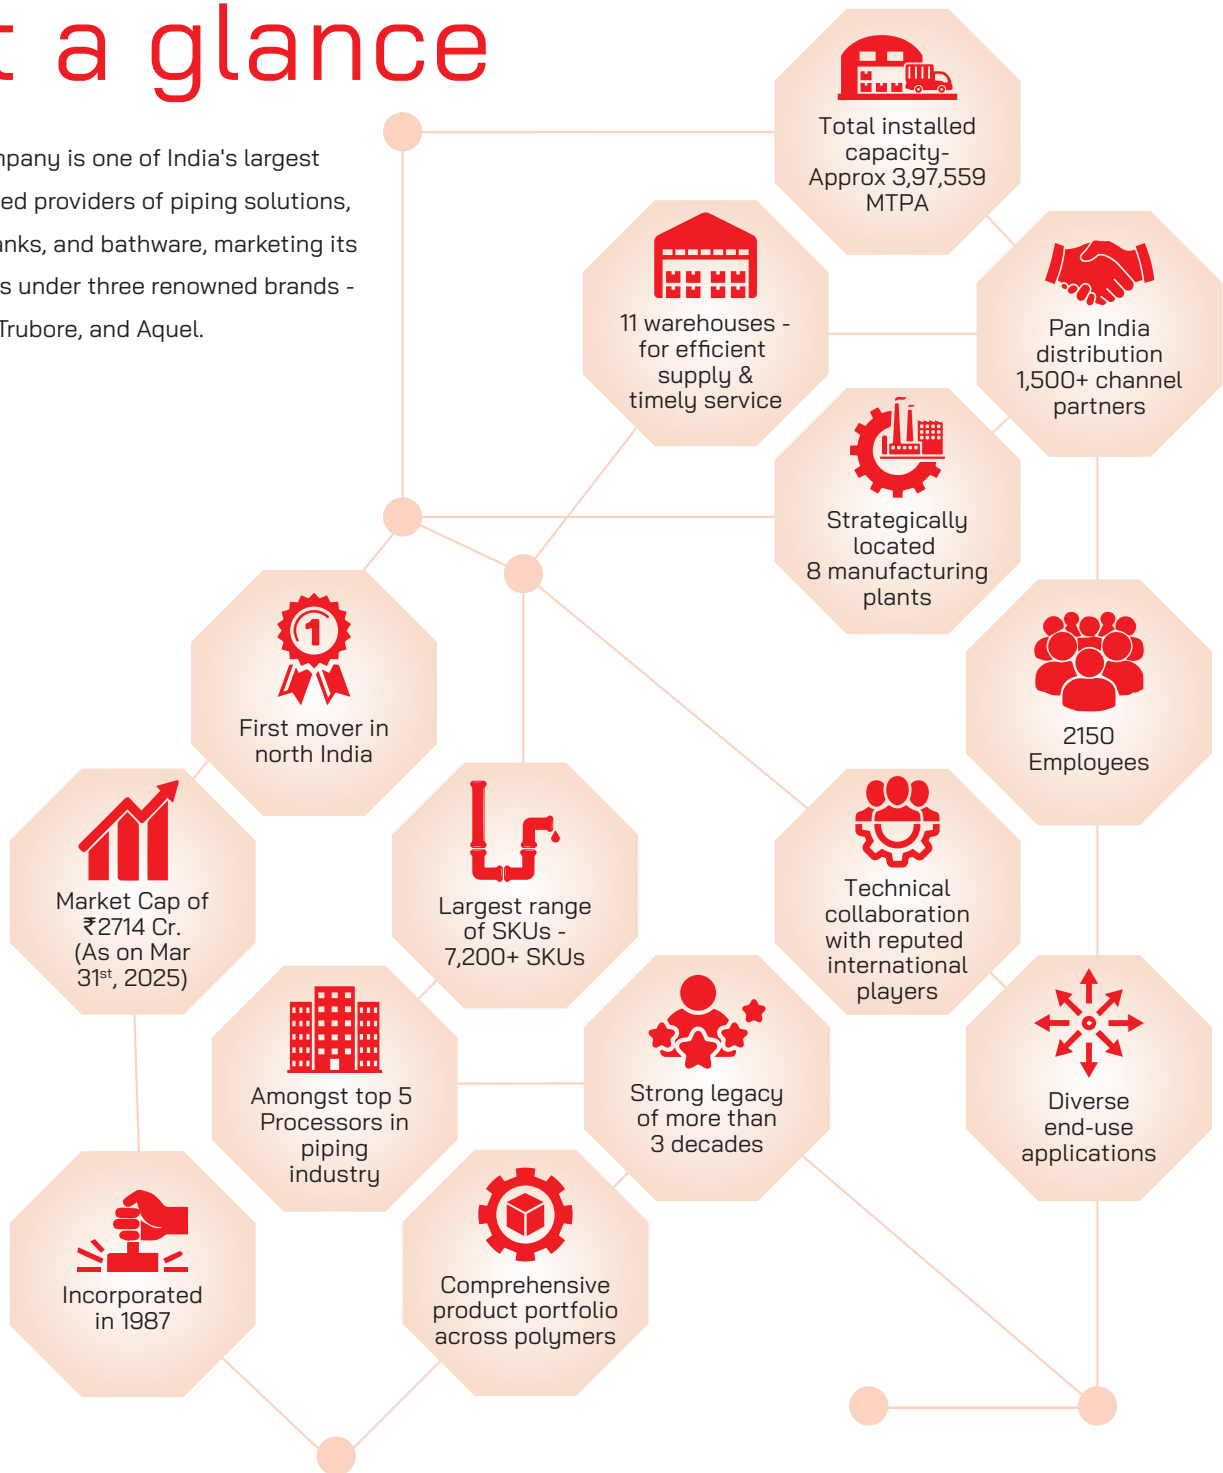 t a glance
mpany is one of India's largest
ed providers of piping solutions,
anks, and bathware, marketing its
s under three renowned brands -
Trubore, and Aquel.
Total installed
capacity-
Approx 3,97,559
MTPA
11 warehouses -
for efficient
supply &
timely service
Pan India
distribution
1,500+ channel
partners
Strategically
located
8 manufacturing
plants
1
First mover in
north India
2150
Employees
Market Cap of
₹2714 Cr.
(As on Mar
31st, 2025)
Largest range
of SKUs -
7,200+ SKUs
Technical
collaboration
with reputed
international
players
Amongst top 5
Processors in
piping
industry
Strong legacy
of more than
3 decades
Diverse
end-use
applications
Incorporated
in 1987
Comprehensive
product portfolio
across polymers